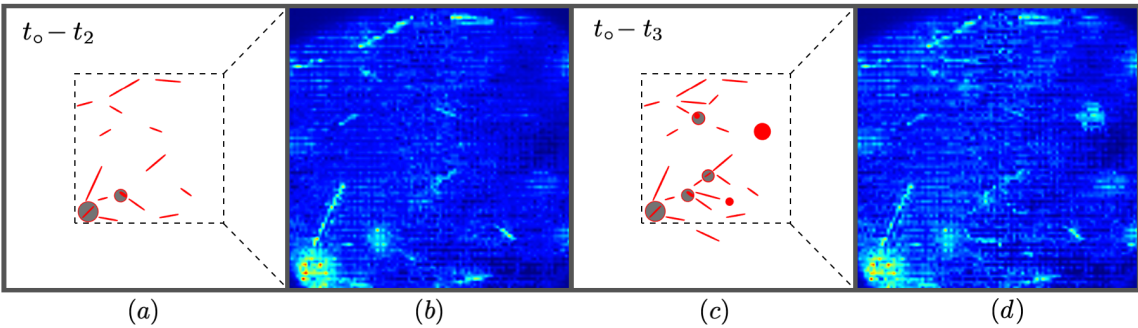 t∘ − t₂
t∘ − t₃
(a)
(b)
(c)
(d)